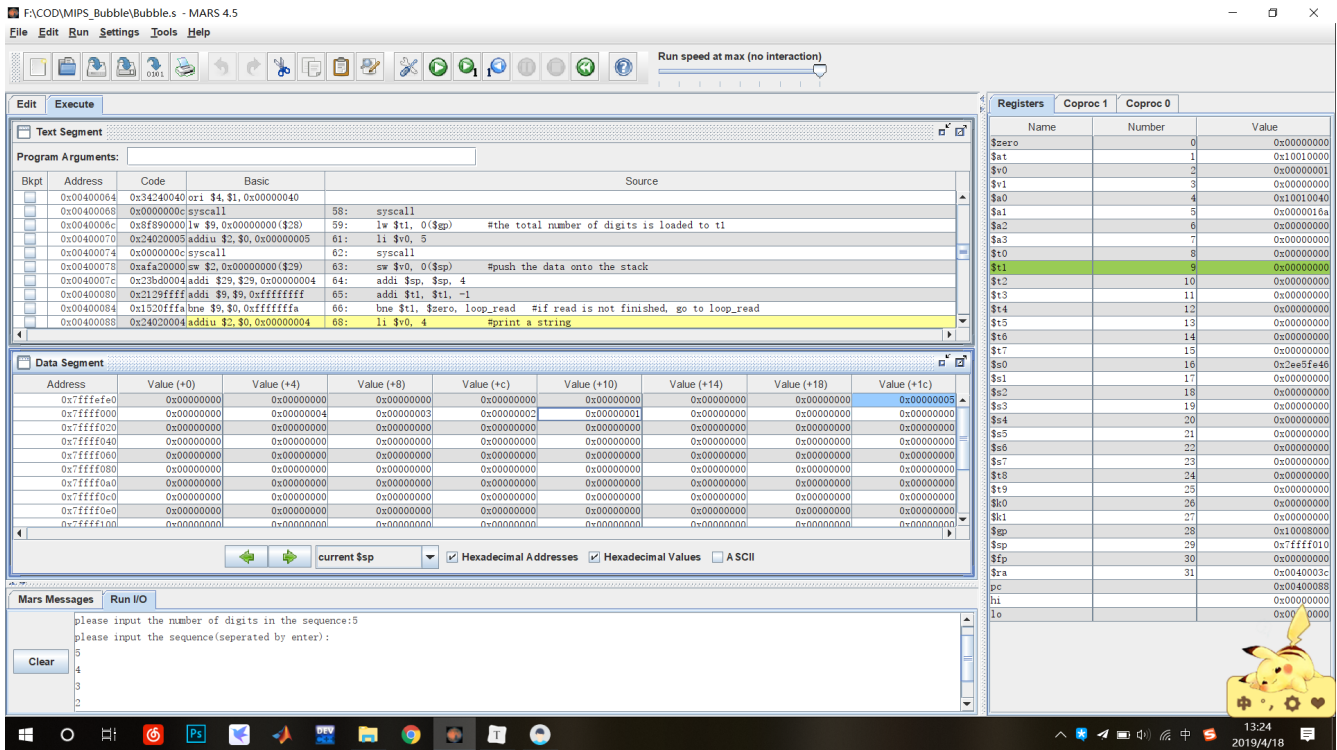 F:\COD\MIPS_Bubble\Bubble.s - MARS 4.5
File Edit Run Settings Tools Help
Run speed at max (no interaction)
Edit Execute
Text Segment
Program Arguments:
Bkpt Address Code Basic Source
0x00400064 0x34240040 ori $4,$1,0x00000040
0x00400068 0x0000000c syscall 58: syscall
0x0040006c 0x8f890000 lw $9,0x00000000($28) 59: lw $t1, 0($gp) #the total number of digits is loaded to t1
0x00400070 0x24020005 addiu $2,$0,0x00000005 61: li $v0, 5
0x00400074 0x0000000c syscall 62: syscall
0x00400078 0xafa20000 sw $2,0x00000000($29) 63: sw $v0, 0($sp) #push the data onto the stack
0x0040007c 0x23bd0004 addi $29,$29,0x00000004 64: addi $sp, $sp, 4
0x00400080 0x2129ffff addi $9,$9,0xffffffff 65: addi $t1, $t1, -1
0x00400084 0x1520fffa bne $9,$0,0xfffffffa 66: bne $t1, $zero, loop_read #if read is not finished, go to loop_read
0x00400088 0x24020004 addiu $2,$0,0x00000004 68: li $v0, 4 #print a string
Data Segment
Address Value (+0) Value (+4) Value (+8) Value (+c) Value (+10) Value (+14) Value (+18) Value (+1c)
0x7fffefe0 0x00000000 0x00000000 0x00000000 0x00000000 0x00000000 0x00000000 0x00000000 0x00000005
0x7ffff000 0x00000000 0x00000004 0x00000003 0x00000002 0x00000001 0x00000000 0x00000000 0x00000000
0x7ffff020 0x00000000 0x00000000 0x00000000 0x00000000 0x00000000 0x00000000 0x00000000 0x00000000
0x7ffff040 0x00000000 0x00000000 0x00000000 0x00000000 0x00000000 0x00000000 0x00000000 0x00000000
0x7ffff060 0x00000000 0x00000000 0x00000000 0x00000000 0x00000000 0x00000000 0x00000000 0x00000000
0x7ffff080 0x00000000 0x00000000 0x00000000 0x00000000 0x00000000 0x00000000 0x00000000 0x00000000
0x7ffff0a0 0x00000000 0x00000000 0x00000000 0x00000000 0x00000000 0x00000000 0x00000000 0x00000000
0x7ffff0c0 0x00000000 0x00000000 0x00000000 0x00000000 0x00000000 0x00000000 0x00000000 0x00000000
0x7ffff0e0 0x00000000 0x00000000 0x00000000 0x00000000 0x00000000 0x00000000 0x00000000 0x00000000
0x7ffff100 0x00000000 0x00000000 0x00000000 0x00000000 0x00000000 0x00000000 0x00000000 0x00000000
current $sp Hexadecimal Addresses Hexadecimal Values ASCII
Mars Messages Run I/O
please input the number of digits in the sequence:5
please input the sequence(seperated by enter):
5
4
3
2
Clear
Registers Coproc 1 Coproc 0
Name Number Value
$zero 0 0x00000000
$at 1 0x10010000
$v0 2 0x00000001
$v1 3 0x00000000
$a0 4 0x10010040
$a1 5 0x0000016a
$a2 6 0x00000000
$a3 7 0x00000000
$t0 8 0x00000000
$t1 9 0x00000000
$t2 10 0x00000000
$t3 11 0x00000000
$t4 12 0x00000000
$t5 13 0x00000000
$t6 14 0x00000000
$t7 15 0x00000000
$s0 16 0x2ee5fe46
$s1 17 0x00000000
$s2 18 0x00000000
$s3 19 0x00000000
$s4 20 0x00000000
$s5 21 0x00000000
$s6 22 0x00000000
$s7 23 0x00000000
$t8 24 0x00000000
$t9 25 0x00000000
$k0 26 0x00000000
$k1 27 0x00000000
$gp 28 0x10008000
$sp 29 0x7ffff010
$fp 30 0x00000000
$ra 31 0x0040003c
pc 0x00400088
hi 0x00000000
lo
中 °,
Ps DEV T
中 13:24
2019/4/18